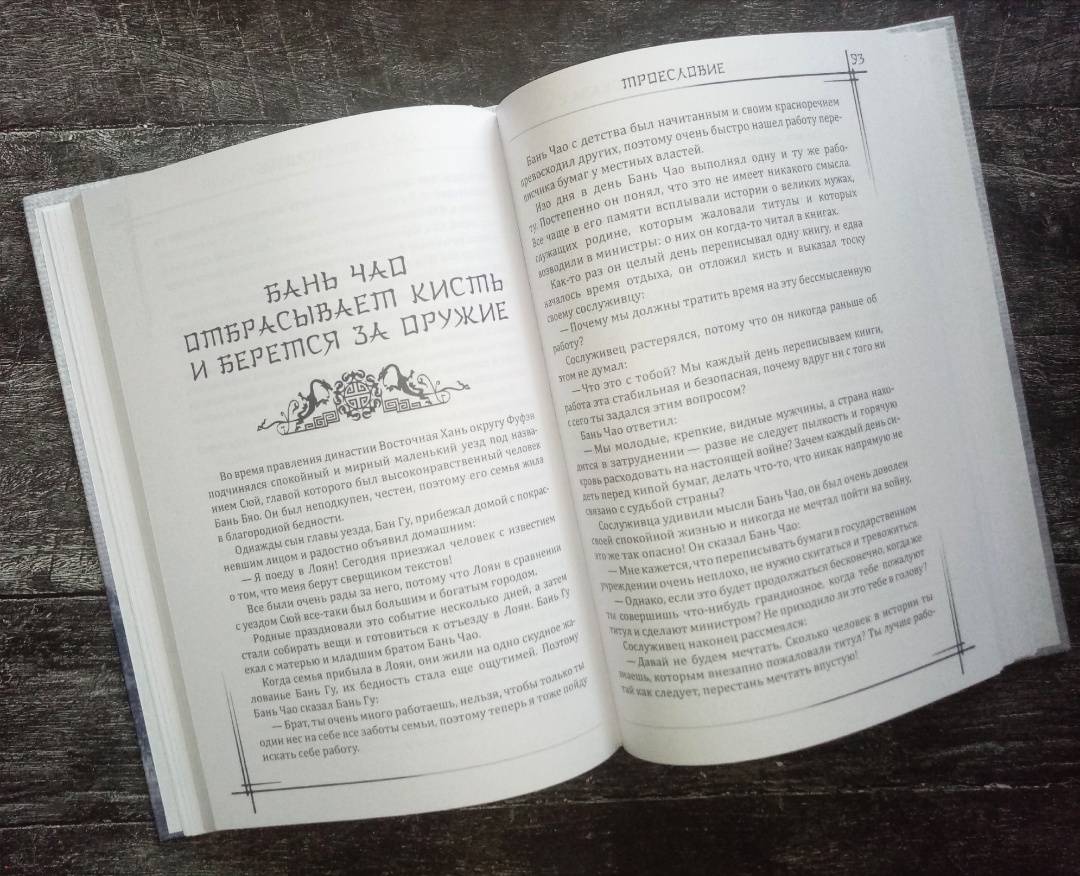 БАНЬ ЧАО
ОТБРАСЫВАЕТ КИСТЬ
И БЕРЕТСЯ ЗА ОРУЖИЕ
Во время правления династии Восточная Хань округу Фуфэн
подчинялся спокойный и мирный маленький уезд под назва-
нием Сюй, главой которого был высоконравственный человек
Бань Бяо. Он был неподкупен, честен, поэтому его семья жила
в благородной бедности.
Однажды сын главы уезда, Бан Гу, прибежал домой с покрас-
невшим лицом и радостно объявил домашним:
— Я поеду в Лоян! Сегодня приезжал человек с известием
о том, что меня берут сверщиком текстов!
Все были очень рады за него, потому что Лоян в сравнении
с уездом Сюй все-таки был большим и богатым городом.
Родные праздновали это событие несколько дней, а затем
стали собирать вещи и готовиться к отъезду в Лоян. Бань Гу
ехал с матерью и младшим братом Бань Чао.
Когда семья прибыла в Лоян, они жили на одно скудное жа-
лованье Бань Гу, их бедность стала еще ощутимей. Поэтому
Бань Чао сказал Бань Гу:
— Брат, ты очень много работаешь, нельзя, чтобы только ты
один нес на себе все заботы семьи, поэтому теперь я тоже пойду
искать себе работу.
ТРОЕСЛОВИЕ
93
Бань Чао с детства был начитанным и своим красноречием
превосходил других, поэтому очень быстро нашел работу пере-
писчика бумаг у местных властей.
Изо дня в день Бань Чао выполнял одну и ту же рабо-
ту. Постепенно он понял, что это не имеет никакого смысла.
Все чаще в его памяти всплывали истории о великих мужах,
служащих родине, которым жаловали титулы и которых
возводили в министры: о них он когда-то читал в книгах.
Как-то раз он целый день переписывал одну книгу, и едва
началось время отдыха, он отложил кисть и выказал тоску
своему сослуживцу:
— Почему мы должны тратить время на эту бессмысленную
работу?
Сослуживец растерялся, потому что он никогда раньше об
этом не думал:
— Что это с тобой? Мы каждый день переписываем книги,
работа эта стабильная и безопасная, почему вдруг ни с того ни
с сего ты задался этим вопросом?
Бань Чао ответил:
— Мы молодые, крепкие, видные мужчины, а страна нахо-
дится в затруднении — разве не следует пылкость и горячую
кровь расходовать на настоящей войне? Зачем каждый день си-
деть перед кипой бумаг, делать что-то, что никак напрямую не
связано с судьбой страны?
Сослуживца удивили мысли Бань Чао, он был очень доволен
своей спокойной жизнью и никогда не мечтал пойти на войну,
это же так опасно! Он сказал Бань Чао:
— Мне кажется, что переписывать бумаги в государственном
учреждении очень неплохо, не нужно скитаться и тревожиться.
— Однако, если это будет продолжаться бесконечно, когда же
ты совершишь что-нибудь грандиозное, когда тебе пожалуют
титул и сделают министром? Не приходило ли это тебе в голову?
Сослуживец наконец рассмеялся:
— Давай не будем мечтать. Сколько человек в истории ты
знаешь, которым внезапно пожаловали титул? Ты лучше рабо-
тай как следует, перестань мечтать впустую!